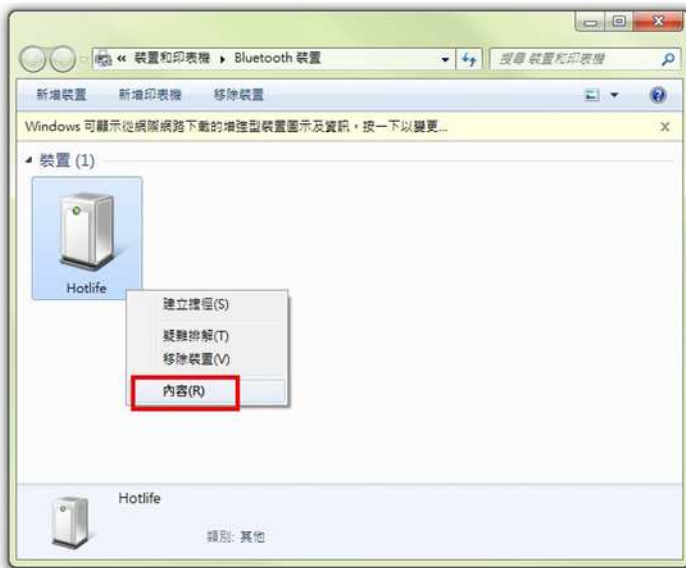 « 裝置和印表機 ▸ Bluetooth 裝置
搜尋 裝置和印表機
新增裝置 新增印表機 移除裝置
Windows 可顯示從網際網路下載的增強型裝置圖示及資訊，按一下以變更...
裝置 (1)
Hotlife
建立捷徑(S)
疑難排解(T)
移除裝置(V)
內容(R)
Hotlife
類別: 其他